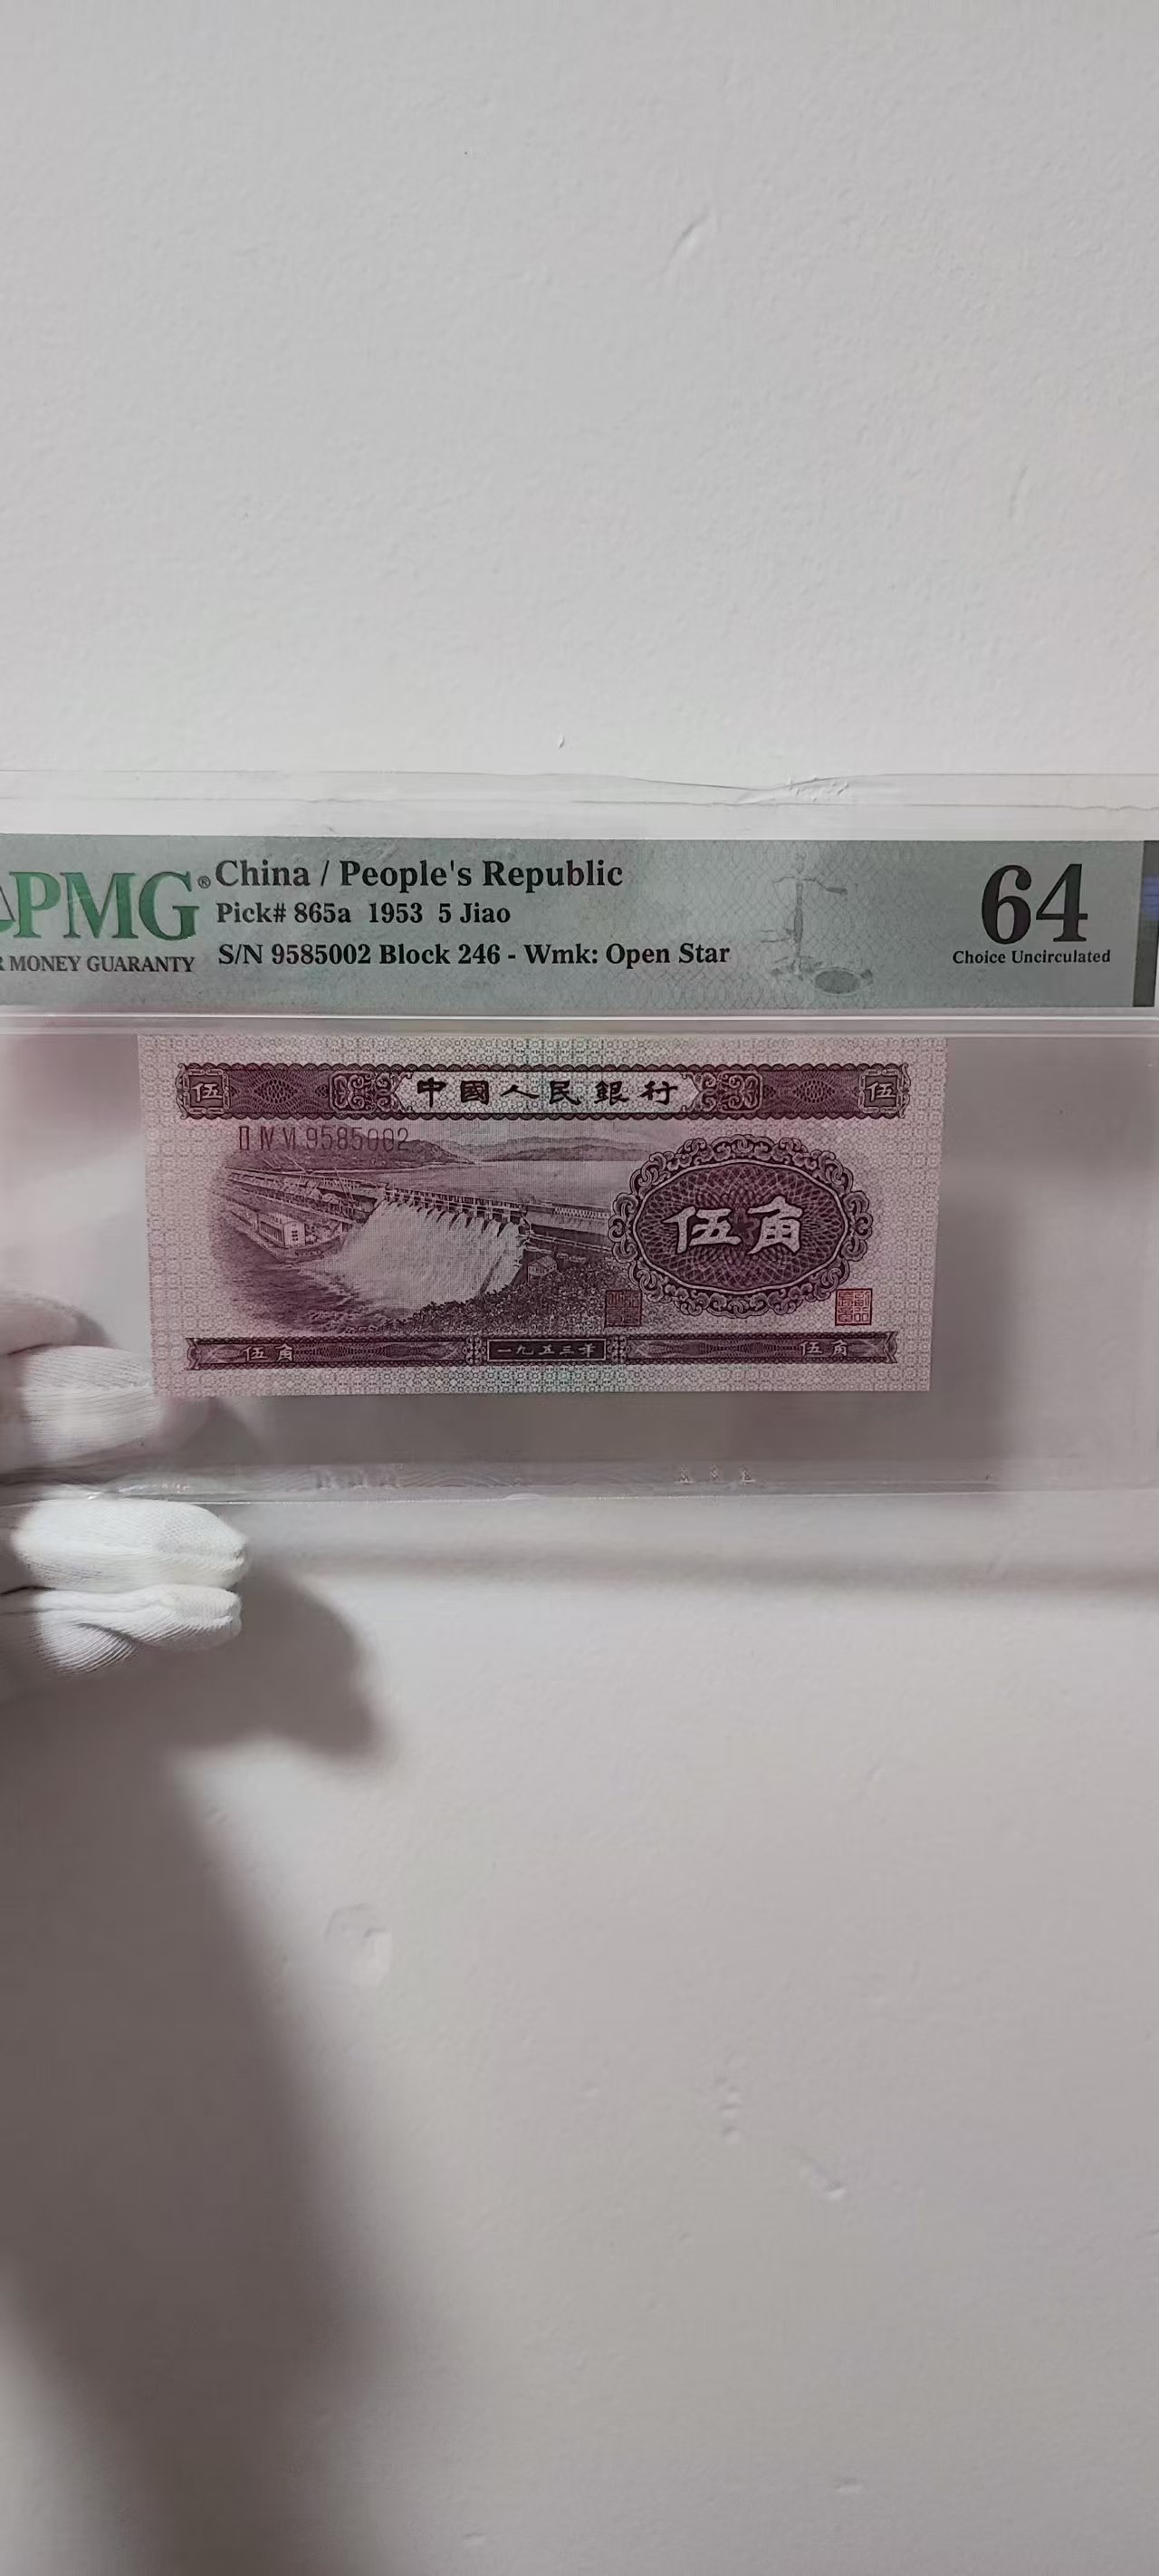 PMG®
MONEY GUARANTY
China / People's Republic
Pick# 865a 1953 5 Jiao
S/N 9585002 Block 246 - Wmk: Open Star
64
Choice Uncirculated
伍 中國人民銀行 伍
II IV VI 9585002
伍角
伍角 一九五三年 伍角